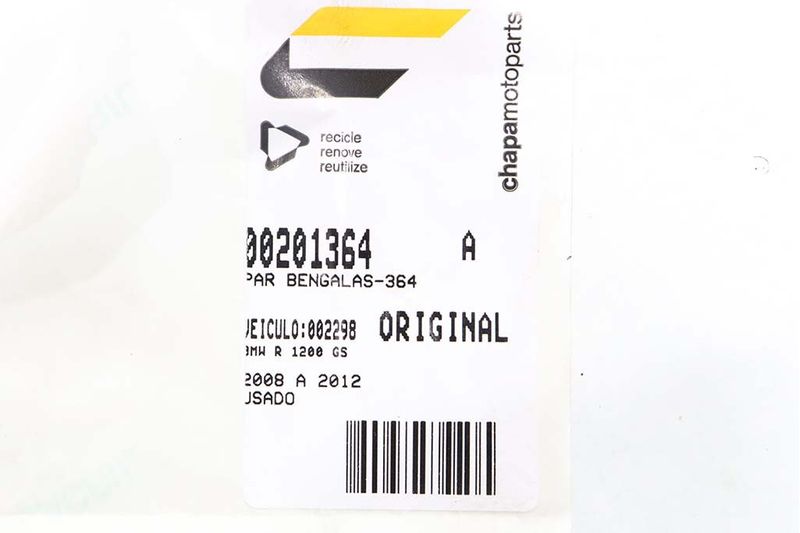 chapamotoparts
recicle
renove
reutilize
00201364 A
PAR BENGALAS-364
VEICULO:002298 ORIGINAL
BMW R 1200 GS
2008 A 2012
USADO